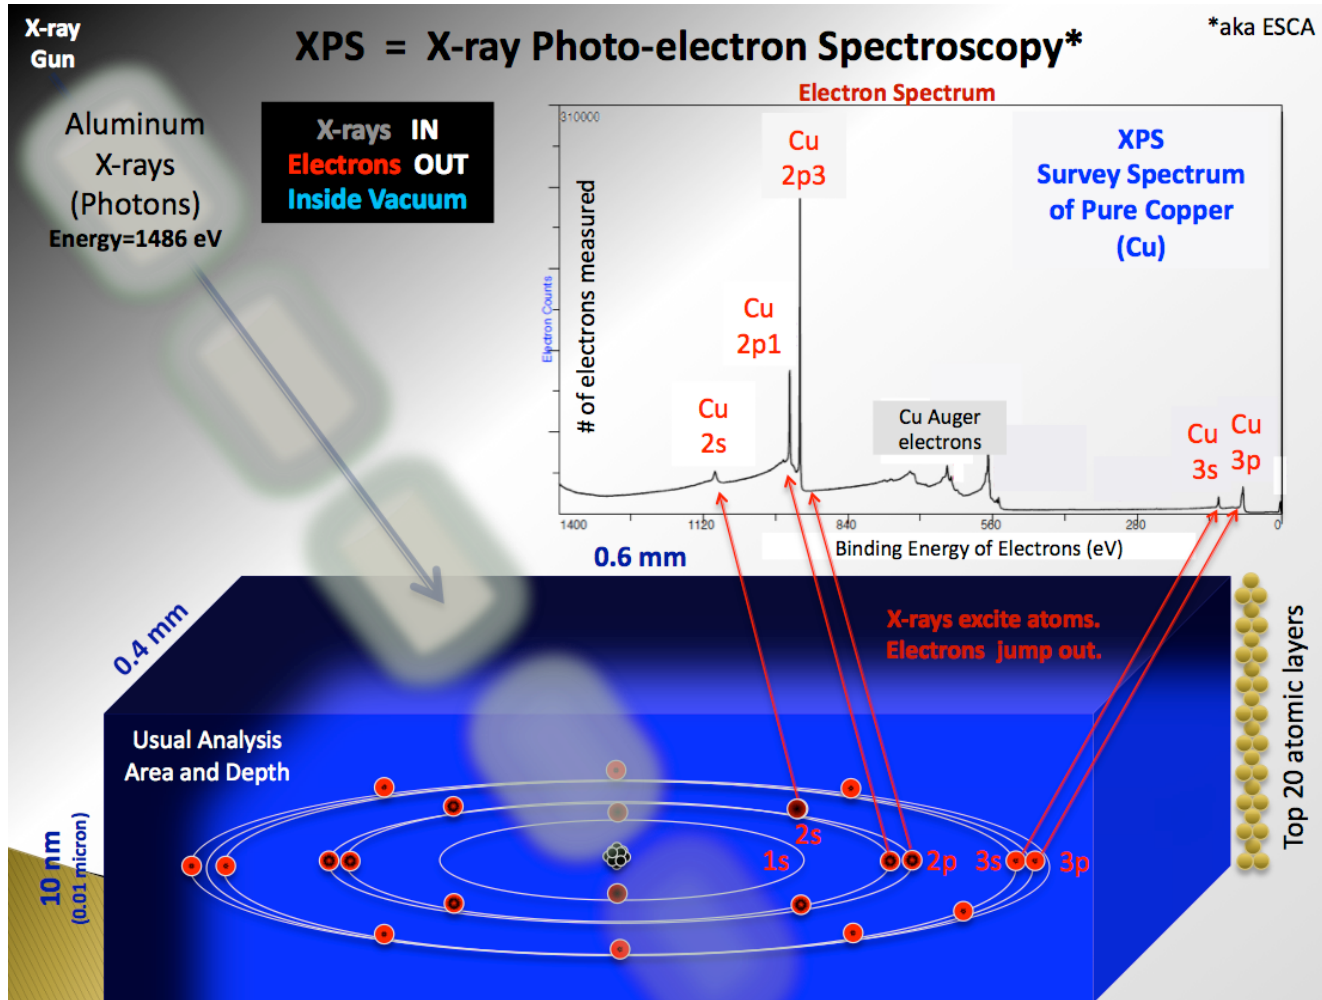 X-ray
Gun
XPS = X-ray Photo-electron Spectroscopy*
*aka ESCA
Aluminum
X-rays
(Photons)
Energy=1486 eV
X-rays IN
Electrons OUT
Inside Vacuum
Electron Spectrum
310000
Electron Counts
# of electrons measured
Cu
2p3
XPS
Survey Spectrum
of Pure Copper
(Cu)
Cu
2p1
Cu
2s
Cu Auger
electrons
Cu
3s
Cu
3p
1400
1120
840
560
280
0
Binding Energy of Electrons (eV)
0.6 mm
0.4 mm
X-rays excite atoms.
Electrons jump out.
Top 20 atomic layers
Usual Analysis
Area and Depth
10 nm
(0.01 micron)
1s
2s
2p
3s
3p